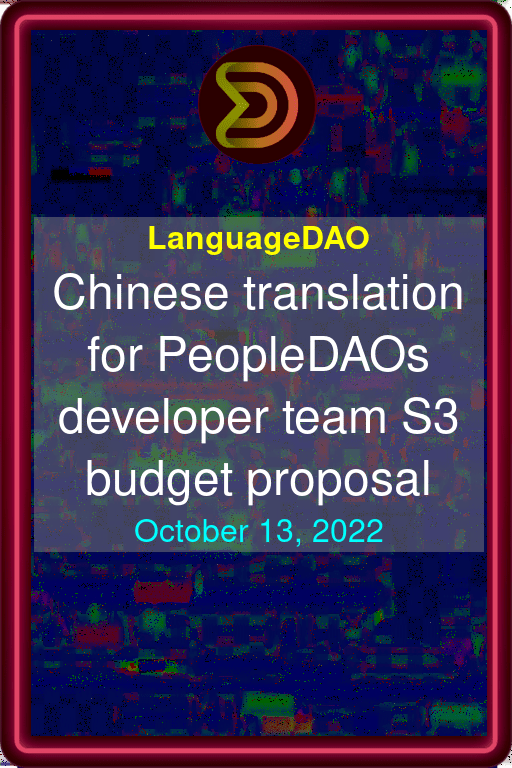 LanguageDAO
Chinese translation
for PeopleDAOs
developer team S3
budget proposal
October 13, 2022